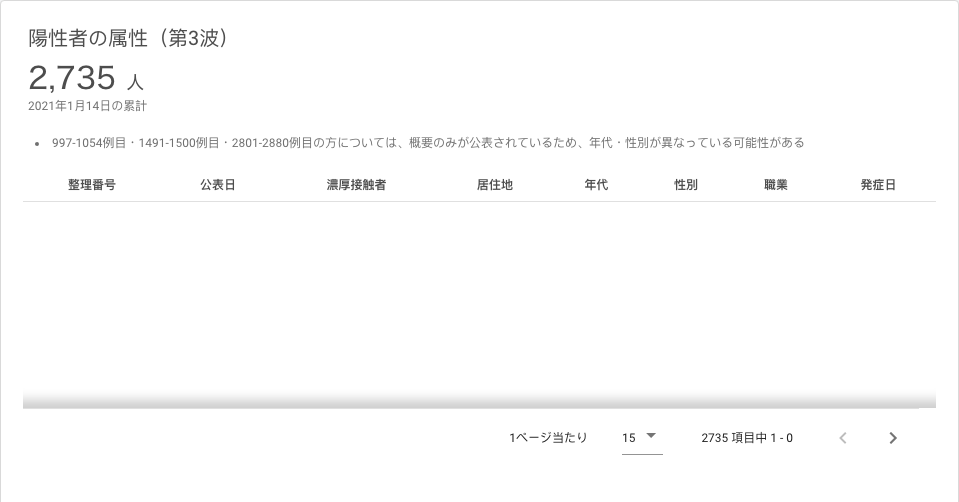 陽性者の属性（第3波）
2,735 人
2021年1月14日の累計
• 997-1054例目・1491-1500例目・2801-2880例目の方については、概要のみが公表されているため、年代・性別が異なっている可能性がある
整理番号 公表日 濃厚接触者 居住地 年代 性別 職業 発症日
1ページ当たり 15 2735 項目中 1 - 0